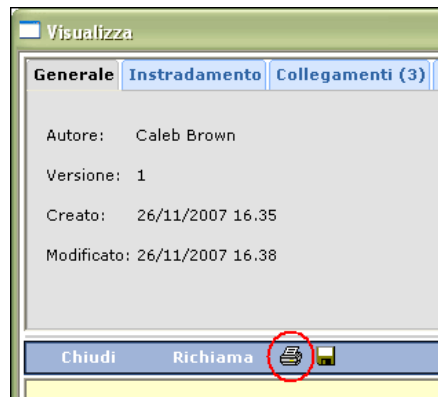 Visualizza
Generale Instradamento Collegamenti (3)
Autore: Caleb Brown
Versione: 1
Creato: 26/11/2007 16.35
Modificato: 26/11/2007 16.38
Chiudi Richiama